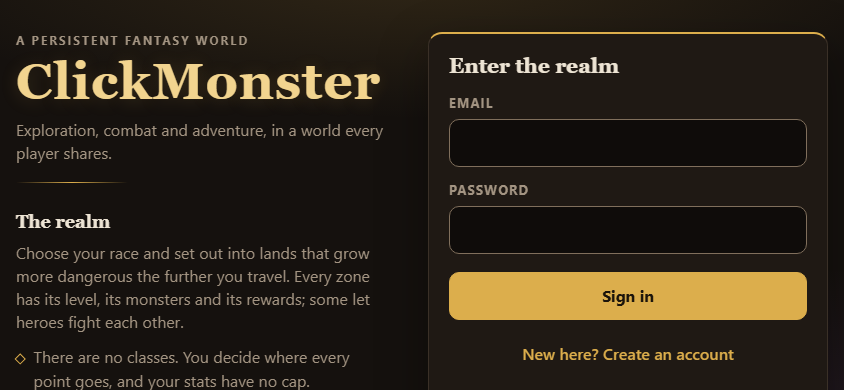 A PERSISTENT FANTASY WORLD
ClickMonster
Exploration, combat and adventure, in a world every
player shares.
The realm
Choose your race and set out into lands that grow
more dangerous the further you travel. Every zone
has its level, its monsters and its rewards; some let
heroes fight each other.
There are no classes. You decide where every
point goes, and your stats have no cap.
Enter the realm
EMAIL
PASSWORD
Sign in
New here? Create an account